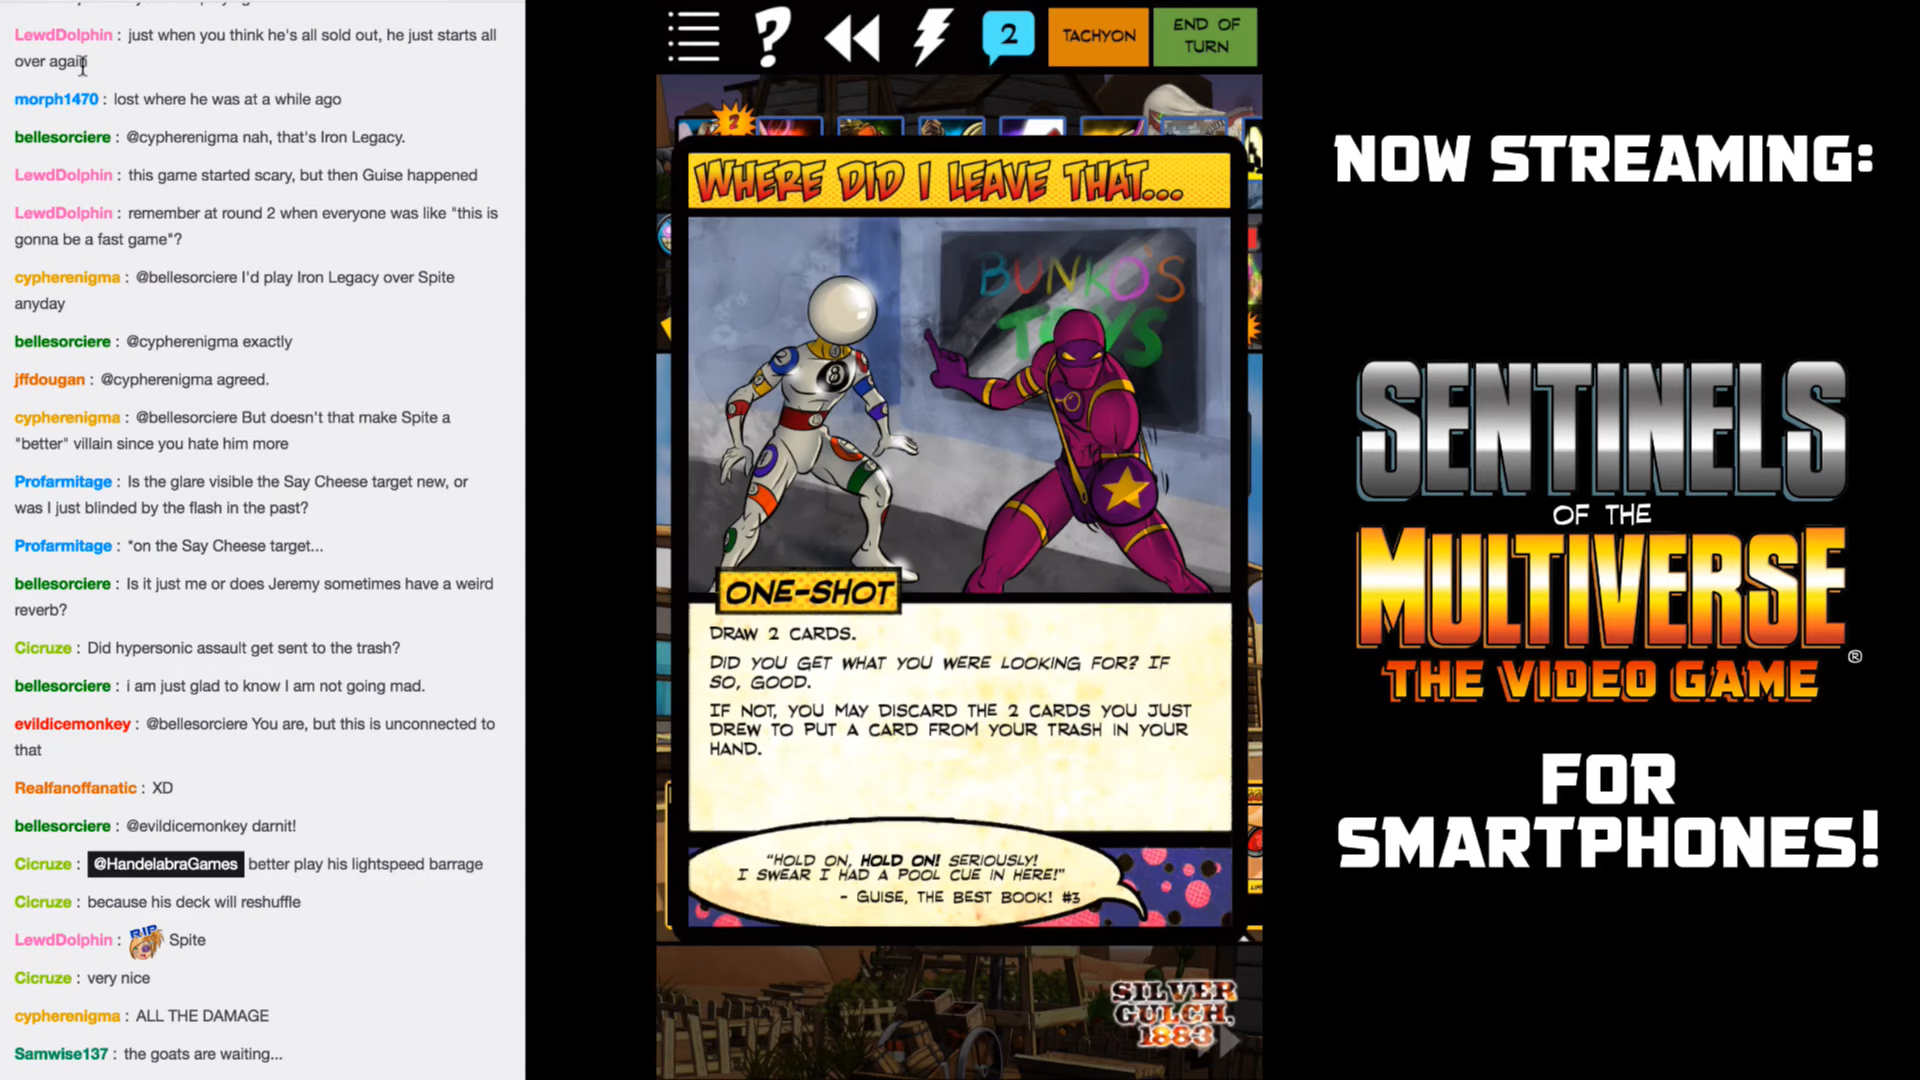 LewdDolphin : just when you think he's all sold out, he just starts all
over again
morph1470 : lost where he was at a while ago
bellesorciere : @cypherenigma nah, that's Iron Legacy.
LewdDolphin : this game started scary, but then Guise happened
LewdDolphin : remember at round 2 when everyone was like "this is
gonna be a fast game"?
cypherenigma : @bellesorciere I'd play Iron Legacy over Spite
anyday
bellesorciere : @cypherenigma exactly
jffdougan : @cypherenigma agreed.
cypherenigma : @bellesorciere But doesn't that make Spite a
"better" villain since you hate him more
Profarmitage : Is the glare visible the Say Cheese target new, or
was I just blinded by the flash in the past?
Profarmitage : *on the Say Cheese target...
bellesorciere : Is it just me or does Jeremy sometimes have a weird
reverb?
Cicruze : Did hypersonic assault get sent to the trash?
bellesorciere : i am just glad to know I am not going mad.
evildicemonkey : @bellesorciere You are, but this is unconnected to
that
Realfanoffanatic : XD
bellesorciere : @evildicemonkey darnit!
Cicruze : @HandelabraGames better play his lightspeed barrage
Cicruze : because his deck will reshuffle
LewdDolphin : RIP Spite
Cicruze : very nice
cypherenigma : ALL THE DAMAGE
Samwise137 : the goats are waiting...
?
2
TACHYON
END OF
TURN
2
WHERE DID I LEAVE THAT...
BUNKO'S
TOYS
8
ONE-SHOT
DRAW 2 CARDS.
DID YOU GET WHAT YOU WERE LOOKING FOR? IF
SO, GOOD.
IF NOT, YOU MAY DISCARD THE 2 CARDS YOU JUST
DREW TO PUT A CARD FROM YOUR TRASH IN YOUR
HAND.
"HOLD ON, HOLD ON! SERIOUSLY!
I SWEAR I HAD A POOL CUE IN HERE!"
- GUISE, THE BEST BOOK! #3
SILVER
GULCH,
1883
NOW STREAMING:
SENTINELS
OF THE
MULTIVERSE
®
THE VIDEO GAME
FOR
SMARTPHONES!